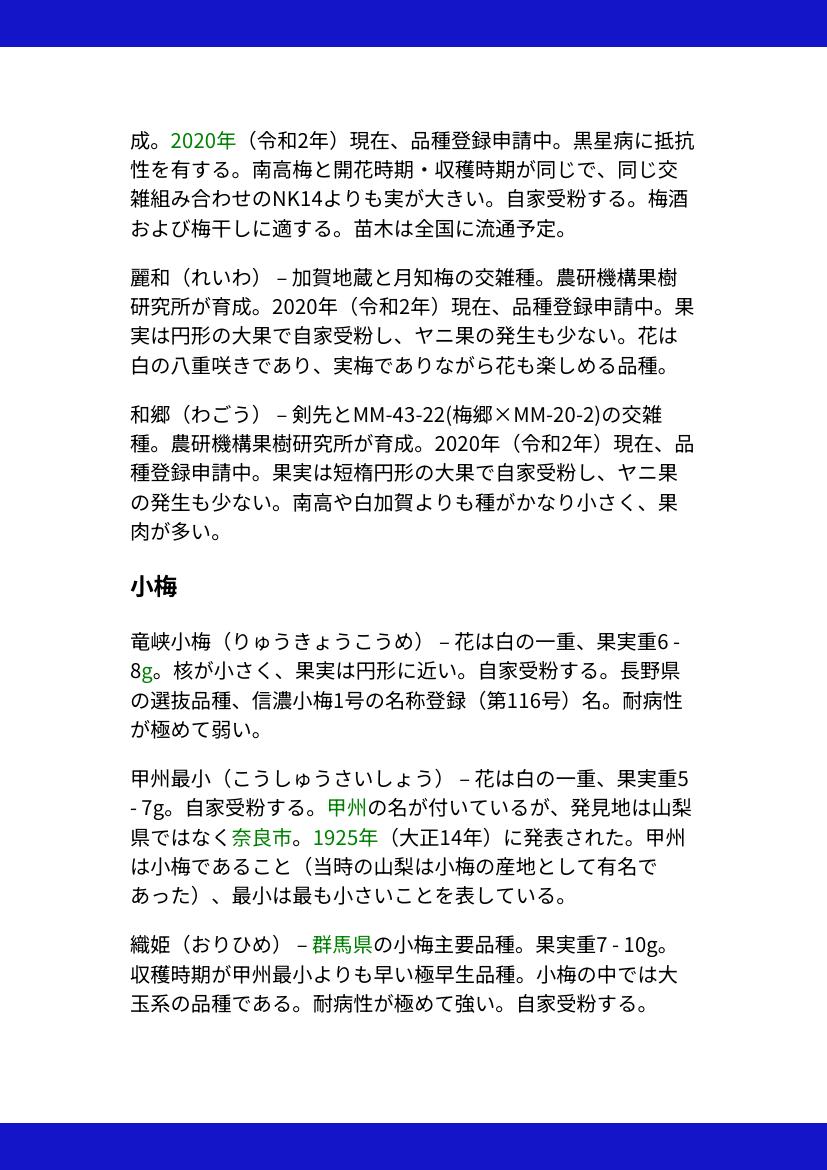 成。2020年（令和2年）現在、品種登録申請中。黒星病に抵抗
性を有する。南高梅と開花時期・収穫時期が同じで、同じ交
雑組み合わせのNK14よりも実が大きい。自家受粉する。梅酒
および梅干しに適する。苗木は全国に流通予定。
麗和（れいわ） – 加賀地蔵と月知梅の交雑種。農研機構果樹
研究所が育成。2020年（令和2年）現在、品種登録申請中。果
実は円形の大果で自家受粉し、ヤニ果の発生も少ない。花は
白の八重咲きであり、実梅でありながら花も楽しめる品種。
和郷（わごう） – 剣先とMM-43-22(梅郷×MM-20-2)の交雑
種。農研機構果樹研究所が育成。2020年（令和2年）現在、品
種登録申請中。果実は短楕円形の大果で自家受粉し、ヤニ果
の発生も少ない。南高や白加賀よりも種がかなり小さく、果
肉が多い。
小梅
竜峡小梅（りゅうきょうこうめ） – 花は白の一重、果実重6 -
8g。核が小さく、果実は円形に近い。自家受粉する。長野県
の選抜品種、信濃小梅1号の名称登録（第116号）名。耐病性
が極めて弱い。
甲州最小（こうしゅうさいしょう） – 花は白の一重、果実重5
- 7g。自家受粉する。甲州の名が付いているが、発見地は山梨
県ではなく奈良市。1925年（大正14年）に発表された。甲州
は小梅であること（当時の山梨は小梅の産地として有名で
あった）、最小は最も小さいことを表している。
織姫（おりひめ） – 群馬県の小梅主要品種。果実重7 - 10g。
収穫時期が甲州最小よりも早い極早生品種。小梅の中では大
玉系の品種である。耐病性が極めて強い。自家受粉する。